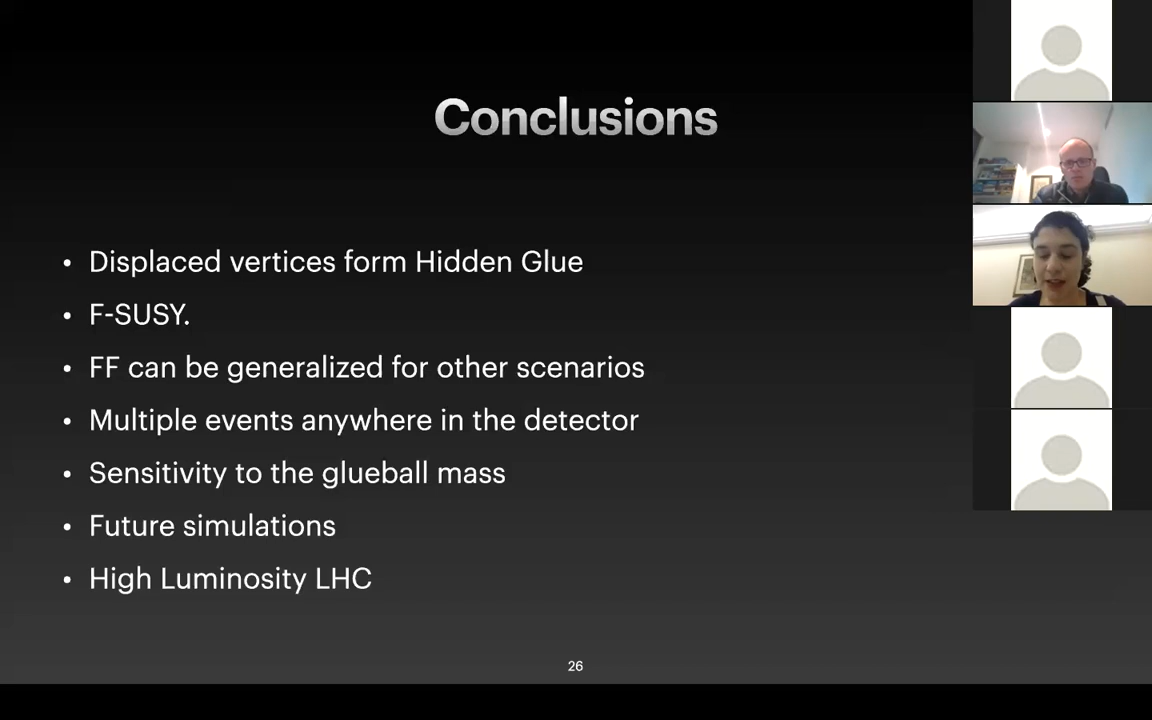 Conclusions
• Displaced vertices form Hidden Glue
• F-SUSY.
• FF can be generalized for other scenarios
• Multiple events anywhere in the detector
• Sensitivity to the glueball mass
• Future simulations
• High Luminosity LHC
26